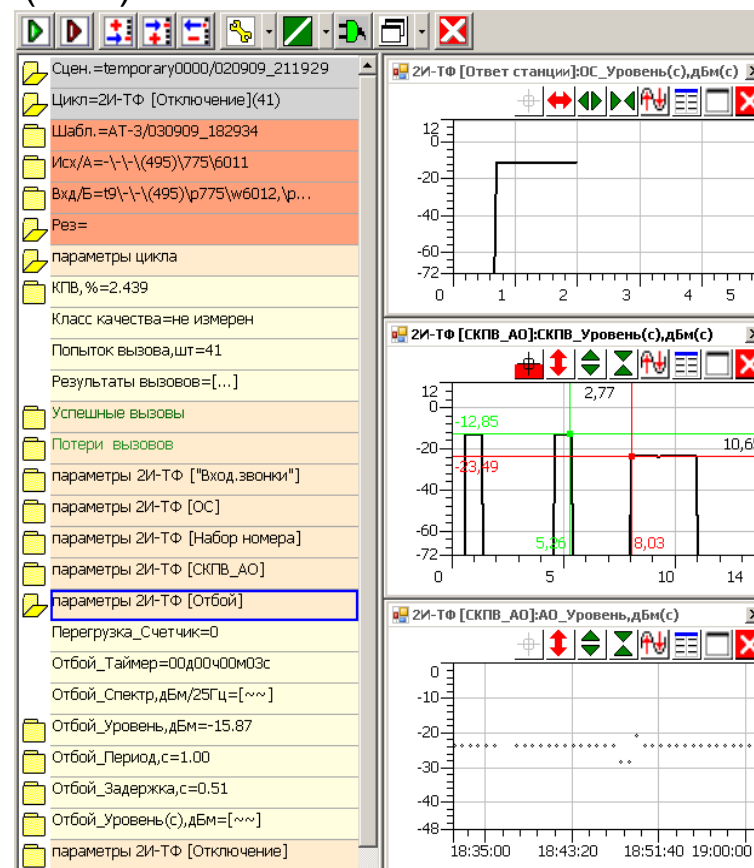 Сцен.=temporary0000/020909_211929
Цикл=2И-ТФ [Отключение](41)
Шабл.=АТ-3/030909_182934
Исх/А=-\-\-\(495)\775\6011
Вхд/Б=t9\-\-\(495)\p775\w6012,\p...
Рез=
параметры цикла
КПВ,%=2.439
Класс качества=не измерен
Попыток вызова,шт=41
Результаты вызовов=[...]
Успешные вызовы
Потери вызовов
параметры 2И-ТФ ["Вход.звонки"]
параметры 2И-ТФ [ОС]
параметры 2И-ТФ [Набор номера]
параметры 2И-ТФ [СКПВ_АО]
параметры 2И-ТФ [Отбой]
Перегрузка_Счетчик=0
Отбой_Таймер=00д00ч00м03с
Отбой_Спектр,дБм/25Гц=[~~]
Отбой_Уровень,дБм=-15.87
Отбой_Период,с=1.00
Отбой_Задержка,с=0.51
Отбой_Уровень(с),дБм=[~~]
параметры 2И-ТФ [Отключение]
2И-ТФ [Ответ станции]:ОС_Уровень(с),дБм(с)
12
0
-20
-40
-60
-72
0 1 2 3 4 5
2И-ТФ [СКПВ_АО]:СКПВ_Уровень(с),дБм(с)
12
0
-20
-40
-60
-72
2,77
-12,85
10,6
-23,49
5,26
8,03
0 5 10 14
2И-ТФ [СКПВ_АО]:АО_Уровень,дБм(с)
0
-10
-20
-30
-40
-48
18:35:00 18:43:20 18:51:40 19:00:00